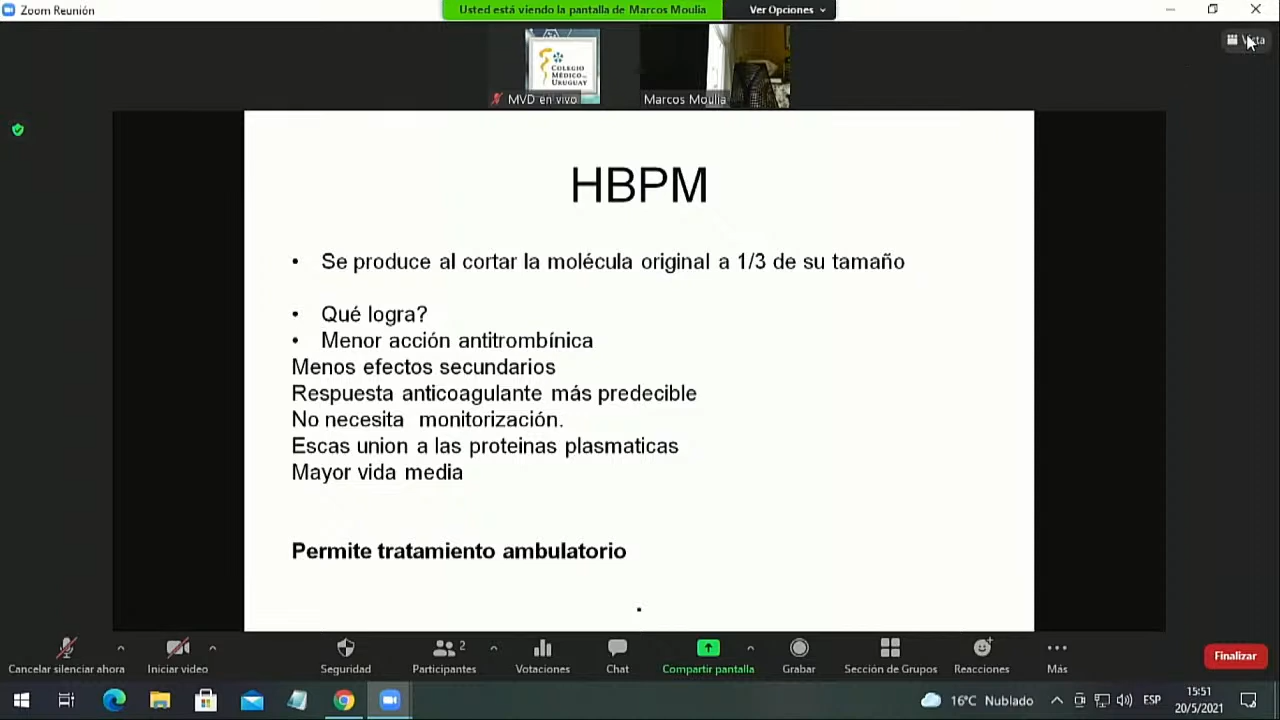 Zoom Reunión
Usted está viendo la pantalla de Marcos Moulia
Ver Opciones
Vista
COLEGIO
MÉDICO DEL
URUGUAY
MVD en vivo
Marcos Moulia
HBPM
• Se produce al cortar la molécula original a 1/3 de su tamaño
• Qué logra?
• Menor acción antitrombínica
Menos efectos secundarios
Respuesta anticoagulante más predecible
No necesita monitorización.
Escas union a las proteinas plasmaticas
Mayor vida media
Permite tratamiento ambulatorio
.
Cancelar silenciar ahora
Iniciar video
Seguridad
2
Participantes
Votaciones
Chat
Compartir pantalla
Grabar
Sección de Grupos
Reacciones
Más
Finalizar
16°C Nublado
ESP
15:51
20/5/2021